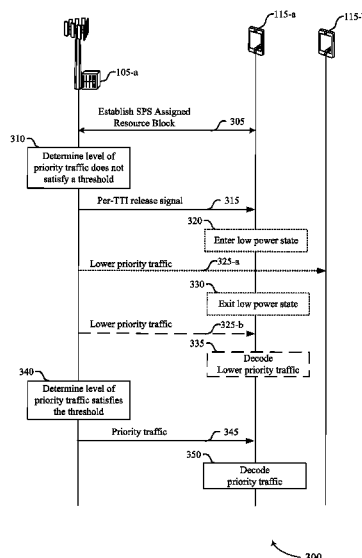 115-a
115-
105-a
Establish SPS Assigned
Resource Block
305
310
Determine level of
priority traffic does not
satisfy a threshold
Per-TTI release signal
315
320
Enter low power state
Lower priority traffic
325-a
330
Exit low power state
Lower priority traffic
325-b
335
Decode
Lower priority traffic
340
Determine level of
priority traffic satisfies
the threshold
Priority traffic
345
350
Decode
priority traffic
300